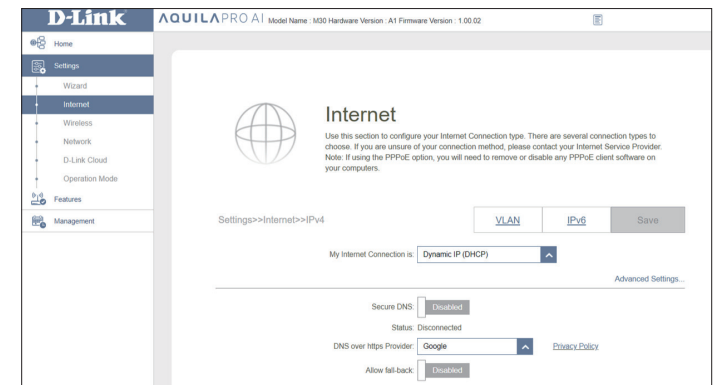 D-Link
AQUILA PRO AI Model Name : M30 Hardware Version : A1 Firmware Version : 1.00.02
Home
Settings
Wizard
Internet
Wireless
Network
D-Link Cloud
Operation Mode
Features
Management
Internet
Use this section to configure your Internet Connection type. There are several connection types to
choose. If you are unsure of your connection method, please contact your Internet Service Provider.
Note: If using the PPPoE option, you will need to remove or disable any PPPoE client software on
your computers.
Settings>>Internet>>IPv4
VLAN
IPv6
Save
My Internet Connection is: Dynamic IP (DHCP)
Advanced Settings...
Secure DNS: Disabled
Status: Disconnected
DNS over https Provider: Google Privacy Policy
Allow fall-back: Disabled